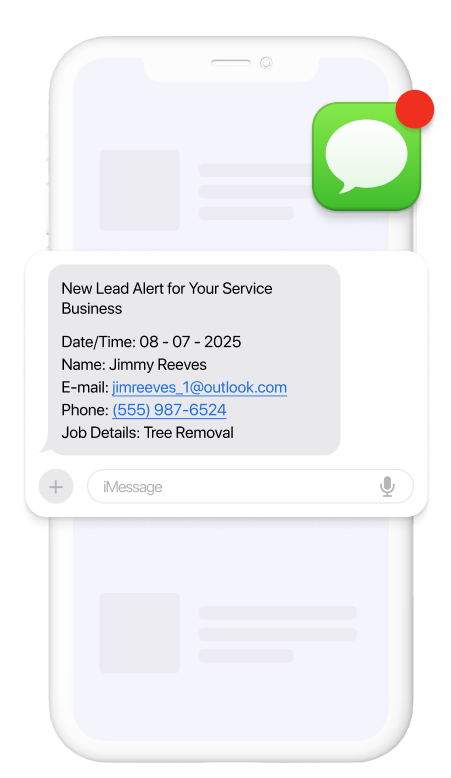 New Lead Alert for Your Service
Business
Date/Time: 08 - 07 - 2025
Name: Jimmy Reeves
E-mail: jimreeves_1@outlook.com
Phone: (555) 987-6524
Job Details: Tree Removal
iMessage